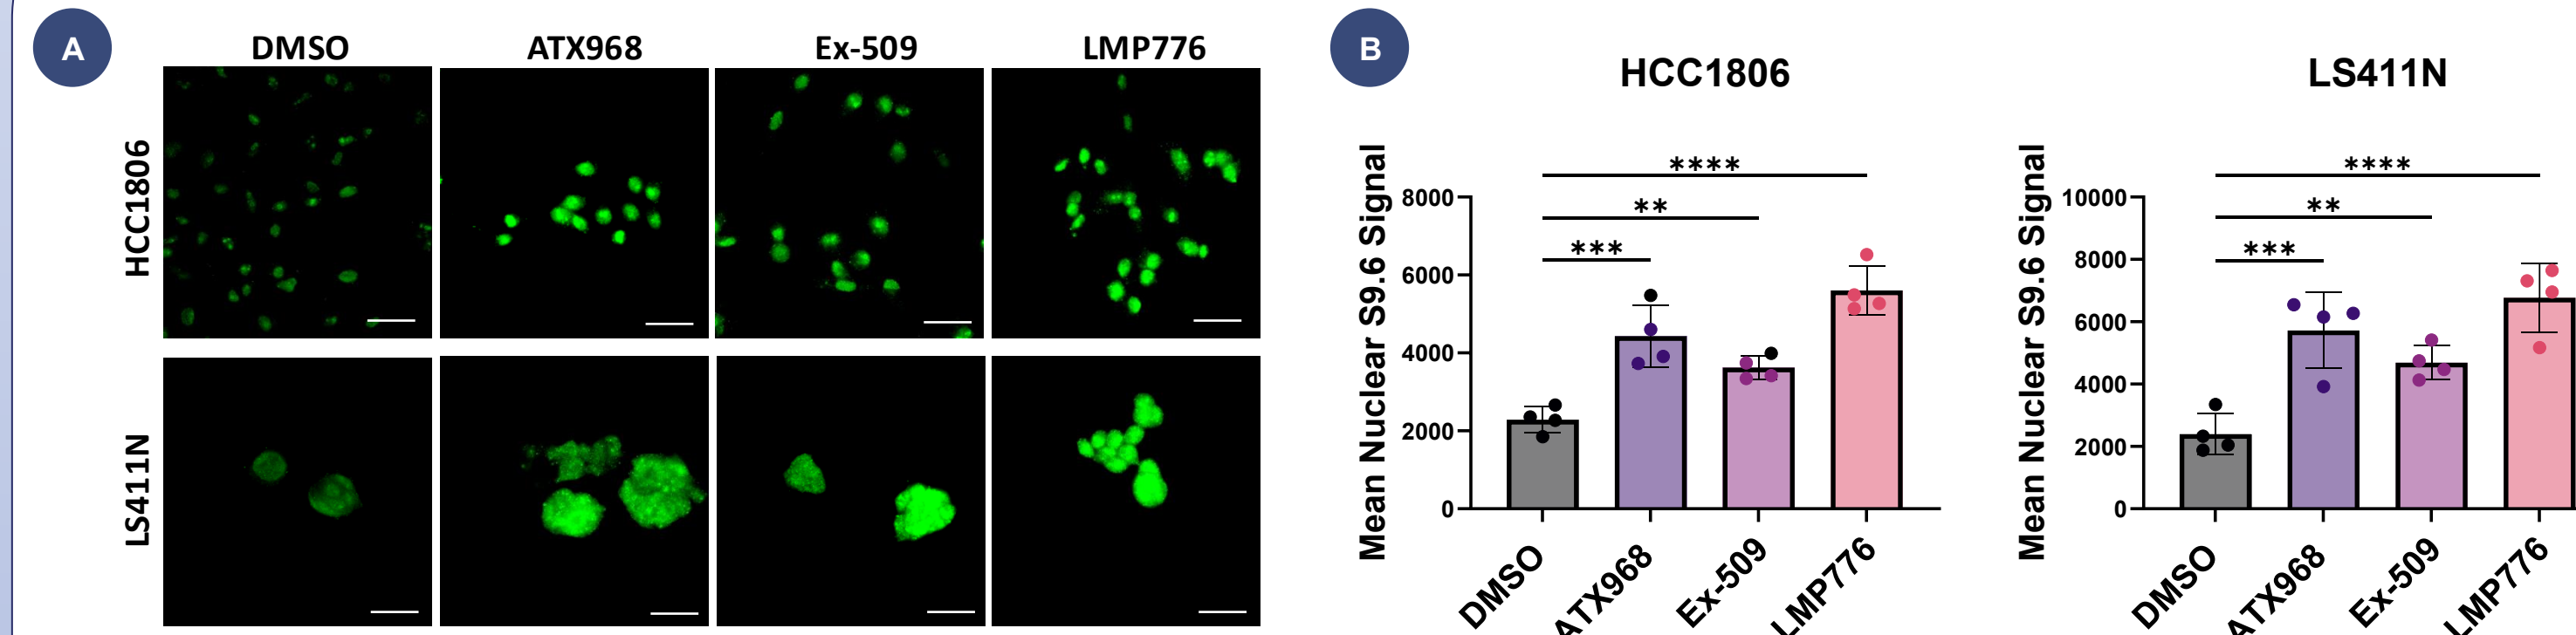 A
DMSO
ATX968
Ex-509
LMP776
HCC1806
LS411N
B
HCC1806
Mean Nuclear S9.6 Signal
8000
6000
4000
2000
0
****
**
***
DMSO
ATX968
Ex-509
LMP776
LS411N
Mean Nuclear S9.6 Signal
10000
8000
6000
4000
2000
0
****
**
***
DMSO
ATX968
Ex-509
LMP776